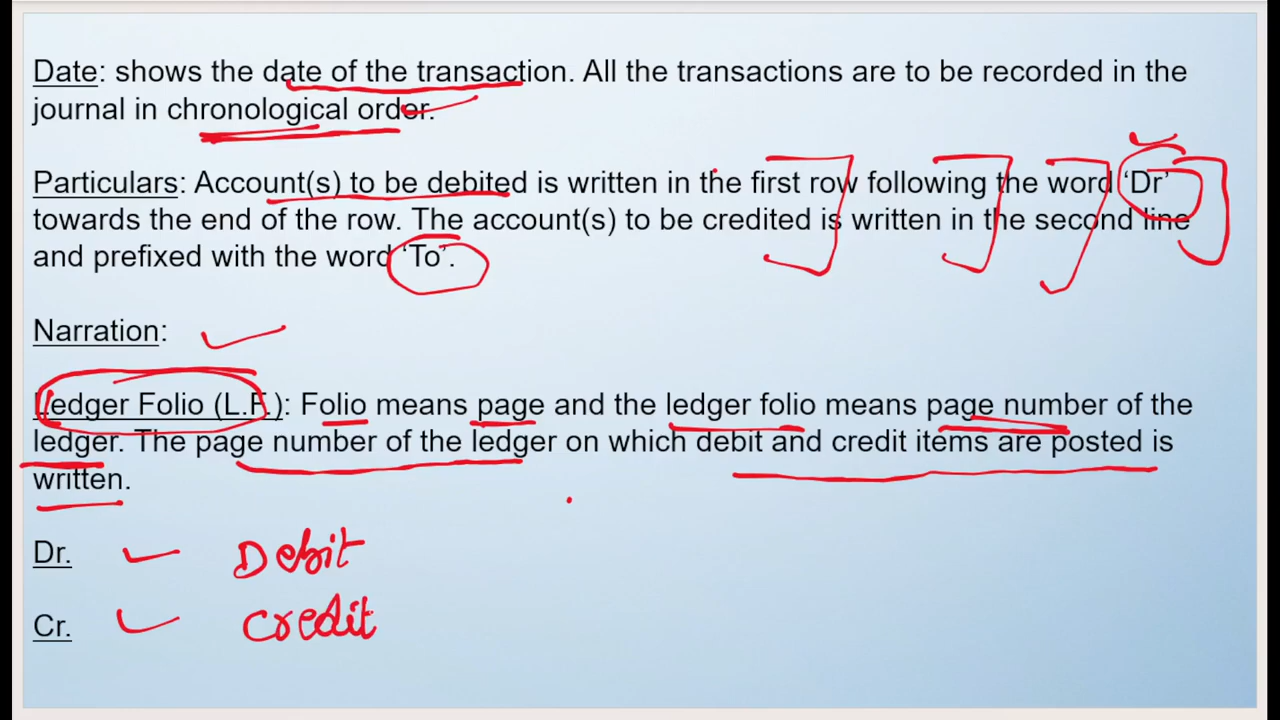 Date: shows the date of the transaction. All the transactions are to be recorded in the
journal in chronological order.
Particulars: Account(s) to be debited is written in the first row following the word ‘Dr’
towards the end of the row. The account(s) to be credited is written in the second line
and prefixed with the word ‘To’.
Narration:
Ledger Folio (L.F.): Folio means page and the ledger folio means page number of the
ledger. The page number of the ledger on which debit and credit items are posted is
written.
Dr. Debit
Cr. Credit